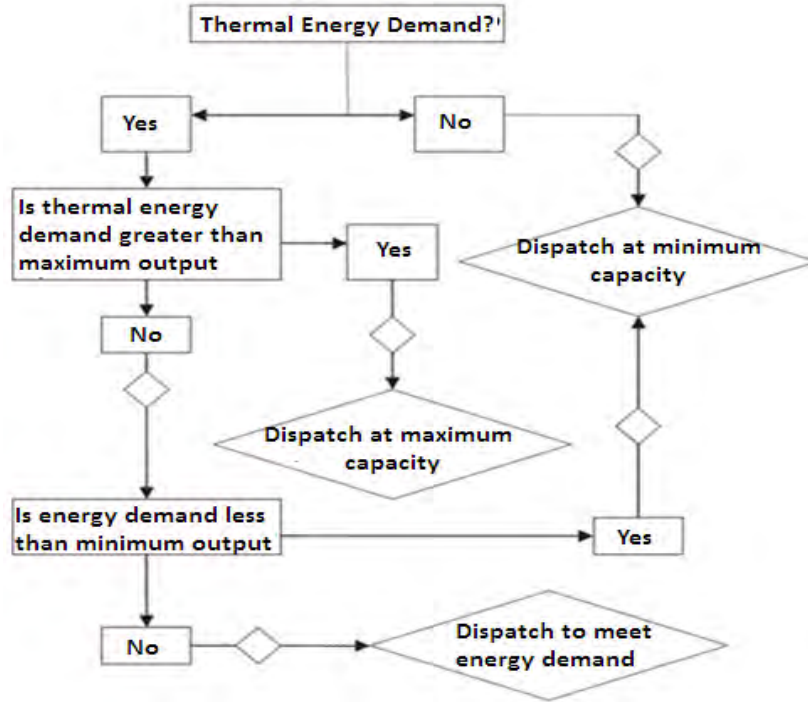 Thermal Energy Demand?'
Yes
No
Is thermal energy
demand greater than
maximum output
Yes
Dispatch at minimum
capacity
No
Dispatch at maximum
capacity
Is energy demand less
than minimum output
Yes
No
Dispatch to meet
energy demand